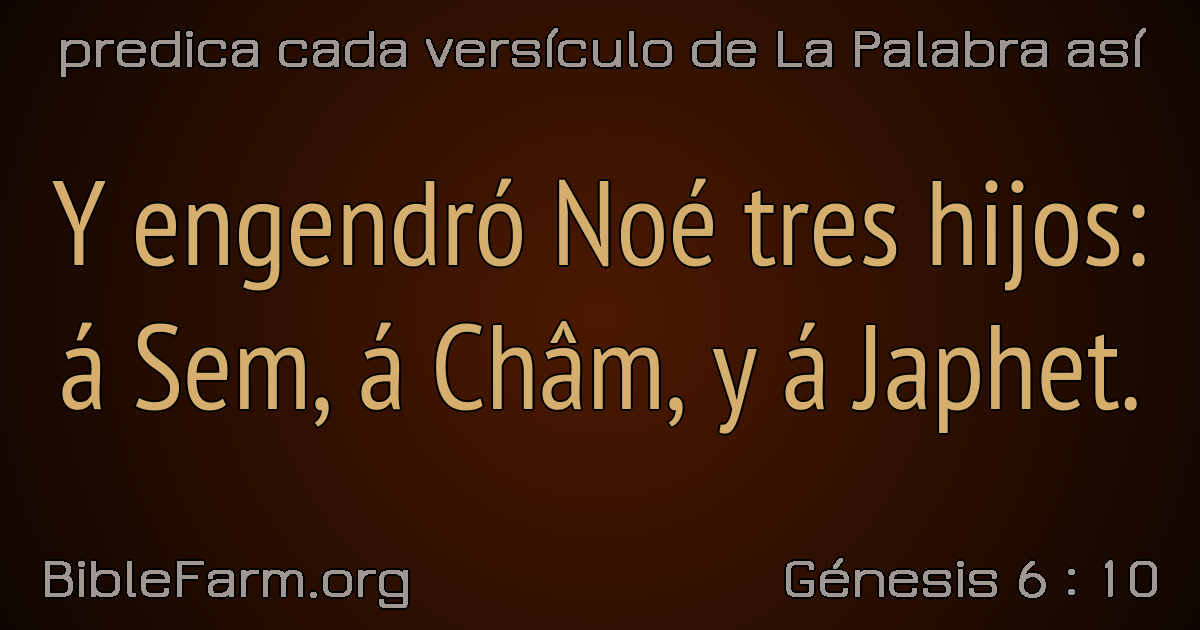 predica cada versículo de La Palabra así
Y engendró Noé tres hijos:
á Sem, á Châm, y á Japhet.
BibleFarm.org
Génesis 6 : 10